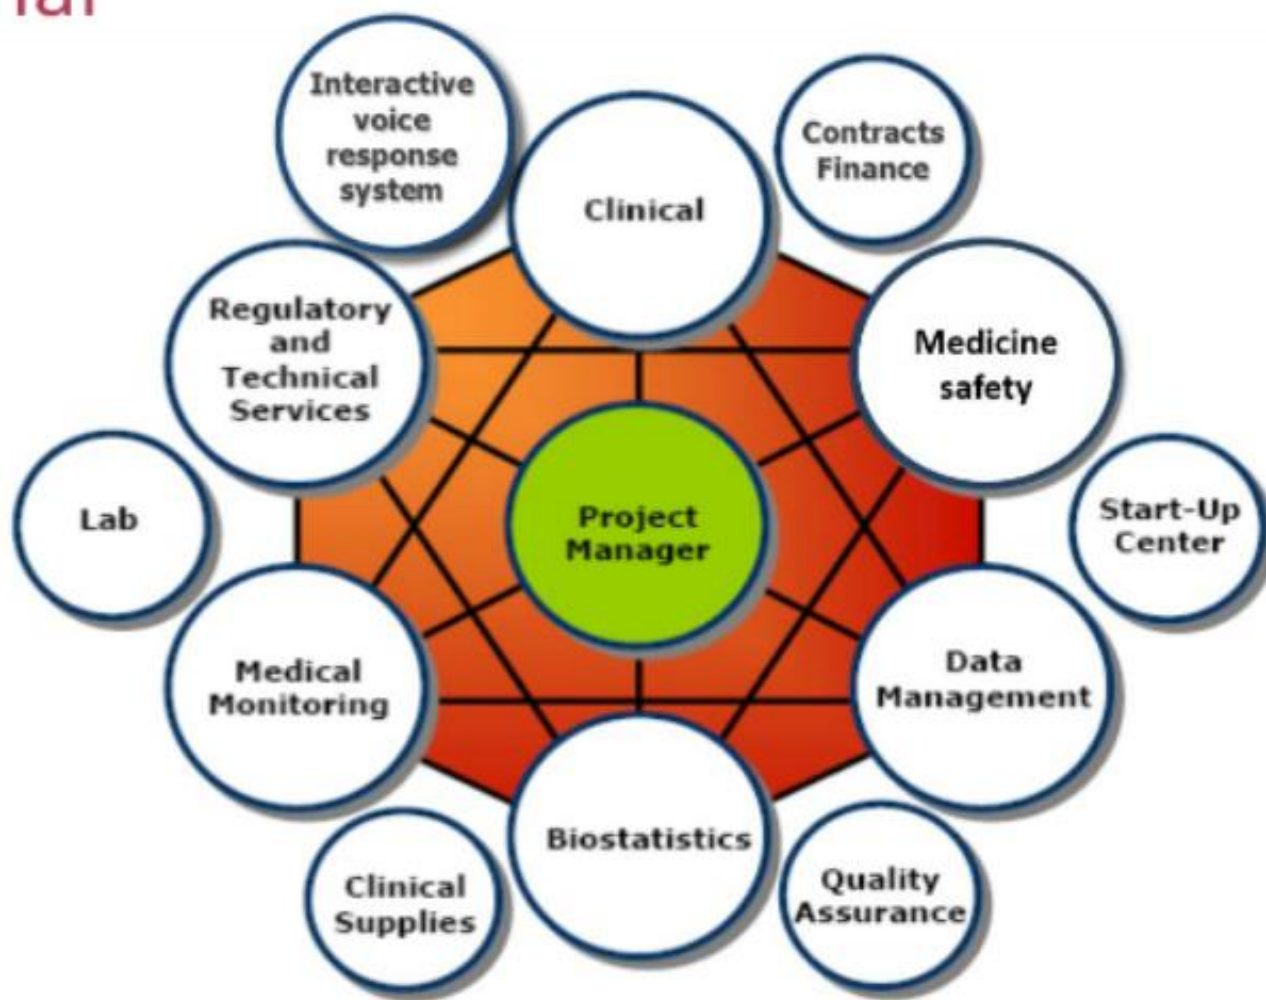 Interactive
voice
response
system
Contracts
Finance
Clinical
Regulatory
and
Technical
Services
Medicine
safety
Lab
Project
Manager
Start-Up
Center
Medical
Monitoring
Data
Management
Biostatistics
Clinical
Supplies
Quality
Assurance